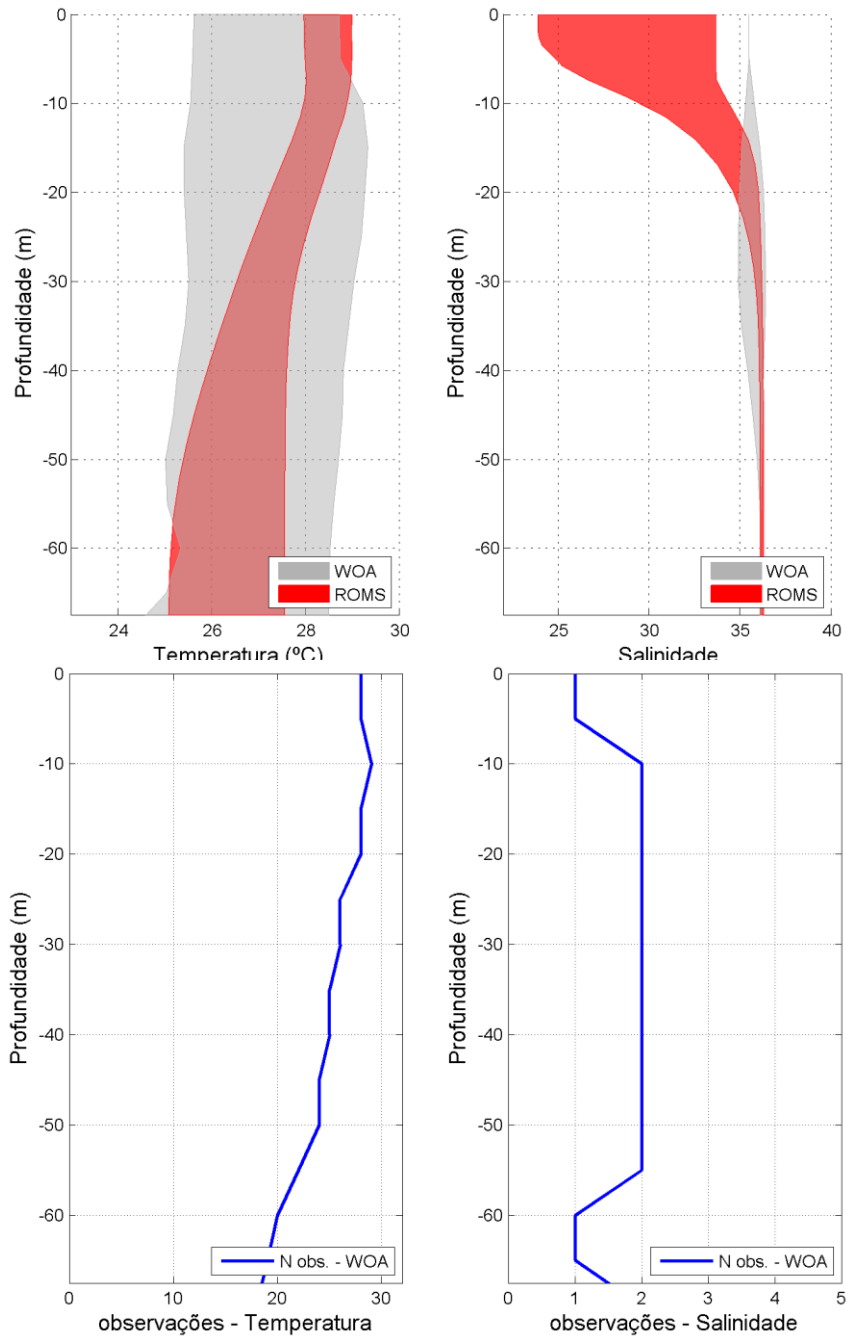 0
-10
-20
-30
-40
-50
-60
Profundidade (m)
24 26 28 30
Temperatura (ºC)
WOA
ROMS
0
-10
-20
-30
-40
-50
-60
Profundidade (m)
25 30 35 40
Salinidade
WOA
ROMS
0
-10
-20
-30
-40
-50
-60
Profundidade (m)
0 10 20 30
observações - Temperatura
N obs. - WOA
0
-10
-20
-30
-40
-50
-60
Profundidade (m)
0 1 2 3 4 5
observações - Salinidade
N obs. - WOA